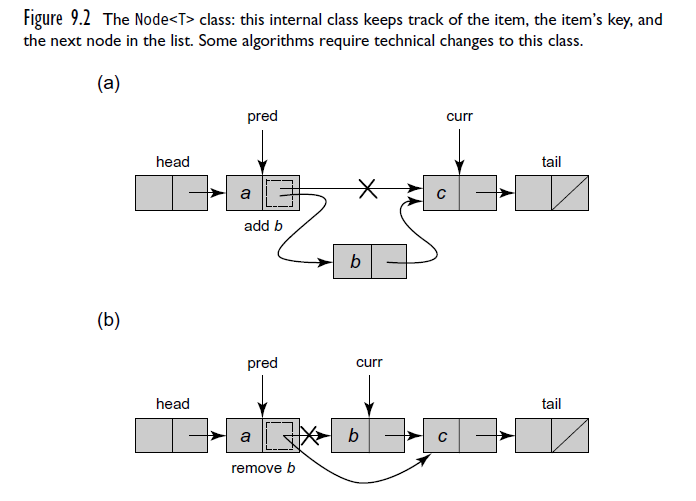 Figure 9.2 The Node<T> class: this internal class keeps track of the item, the item’s key, and
the next node in the list. Some algorithms require technical changes to this class.
(a)
pred curr
head tail
a c
add b
b
(b)
pred curr
head tail
a b c
remove b